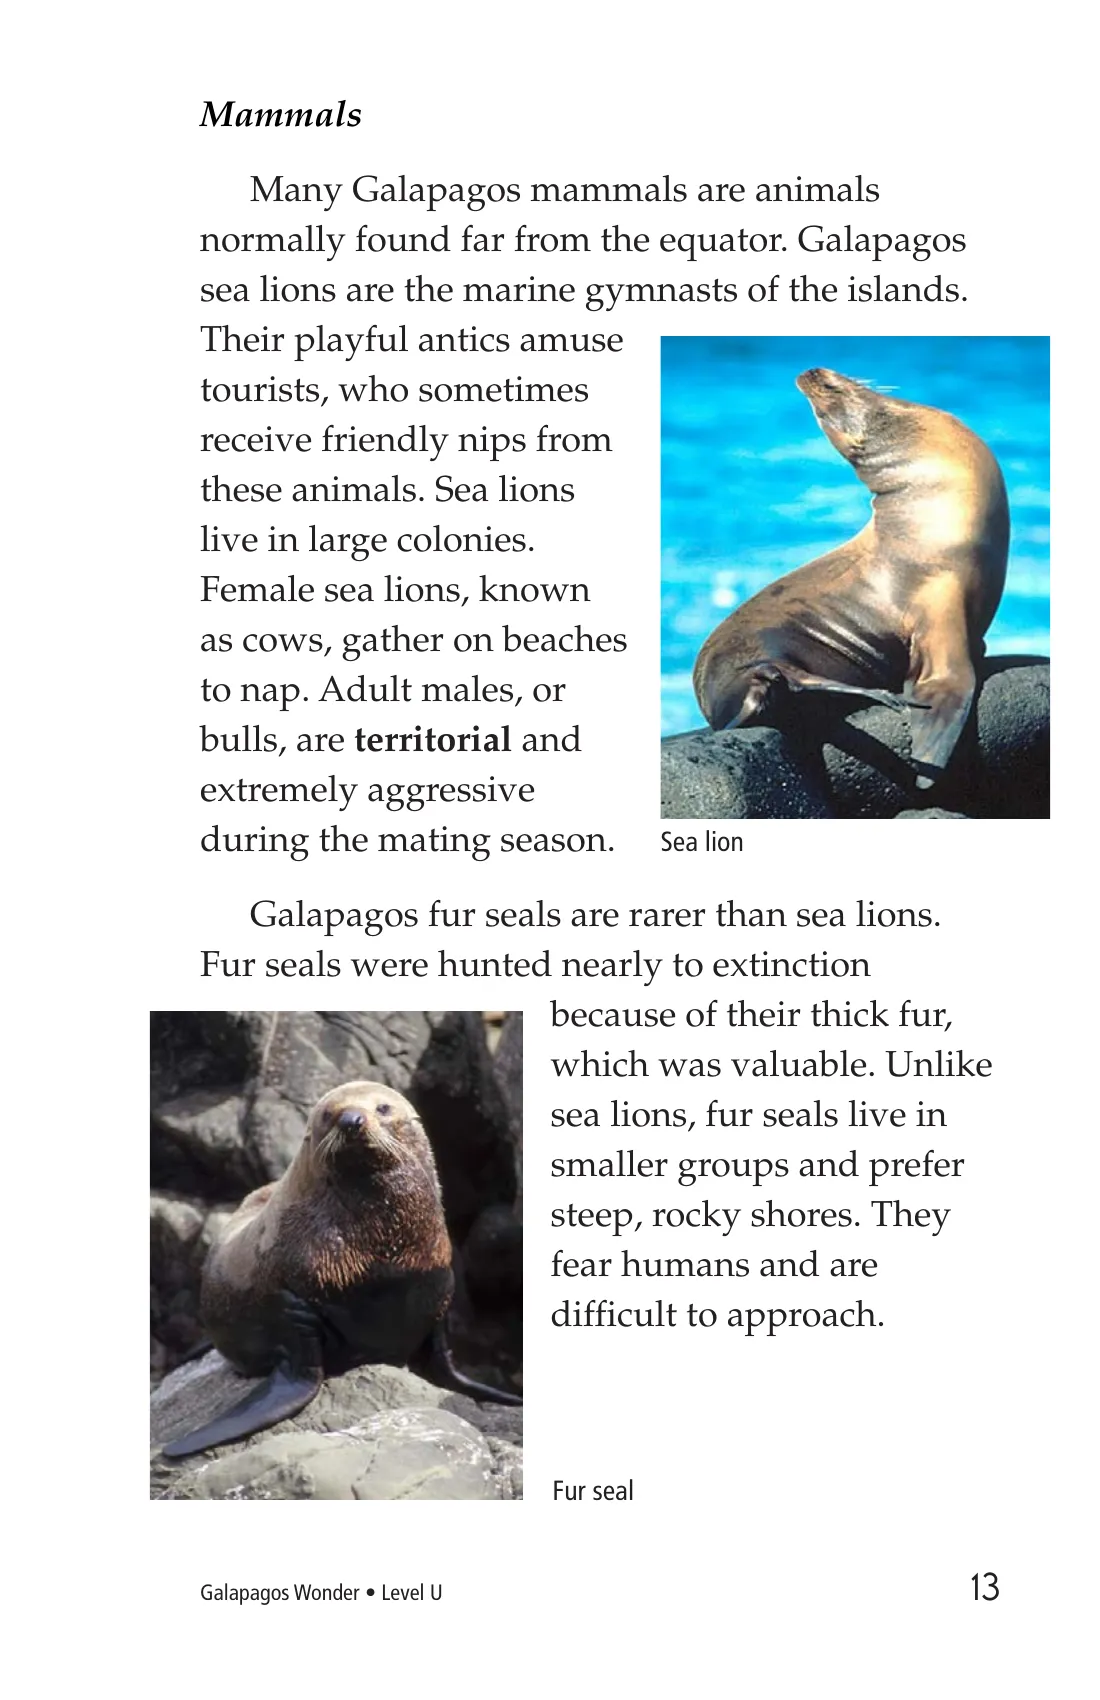 Mammals
Many Galapagos mammals are animals
normally found far from the equator. Galapagos
sea lions are the marine gymnasts of the islands.
Their playful antics amuse
tourists, who sometimes
receive friendly nips from
these animals. Sea lions
live in large colonies.
Female sea lions, known
as cows, gather on beaches
to nap. Adult males, or
bulls, are territorial and
extremely aggressive
during the mating season.
Sea lion
Galapagos fur seals are rarer than sea lions.
Fur seals were hunted nearly to extinction
because of their thick fur,
which was valuable. Unlike
sea lions, fur seals live in
smaller groups and prefer
steep, rocky shores. They
fear humans and are
difficult to approach.
Fur seal
Galapagos Wonder • Level U
13